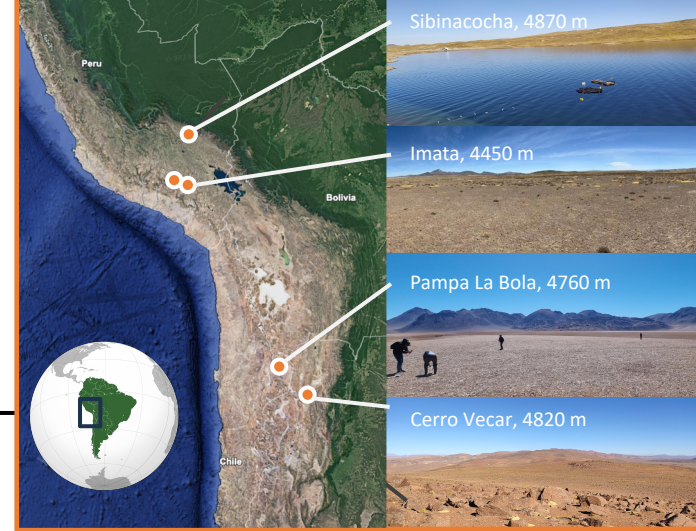 Sibinacocha, 4870 m
Peru
Imata, 4450 m
Bolivia
Pampa La Bola, 4760 m
Cerro Vecar, 4820 m
Chile